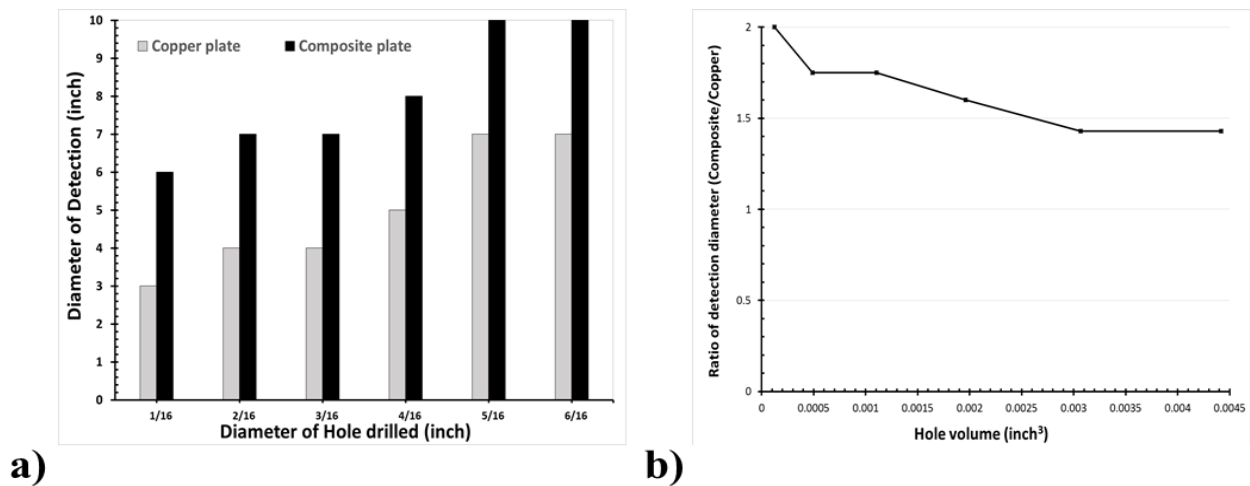 a)
Diameter of Detection (inch)
10
9
8
7
6
5
4
3
2
1
0
Copper plate
Composite plate
1/16 2/16 3/16 4/16 5/16 6/16
Diameter of Hole drilled (inch)
b)
Ratio of detection diameter (Composite/Copper)
2
1.5
1
0.5
0
0 0.0005 0.001 0.0015 0.002 0.0025 0.003 0.0035 0.004 0.0045
Hole volume (inch³)